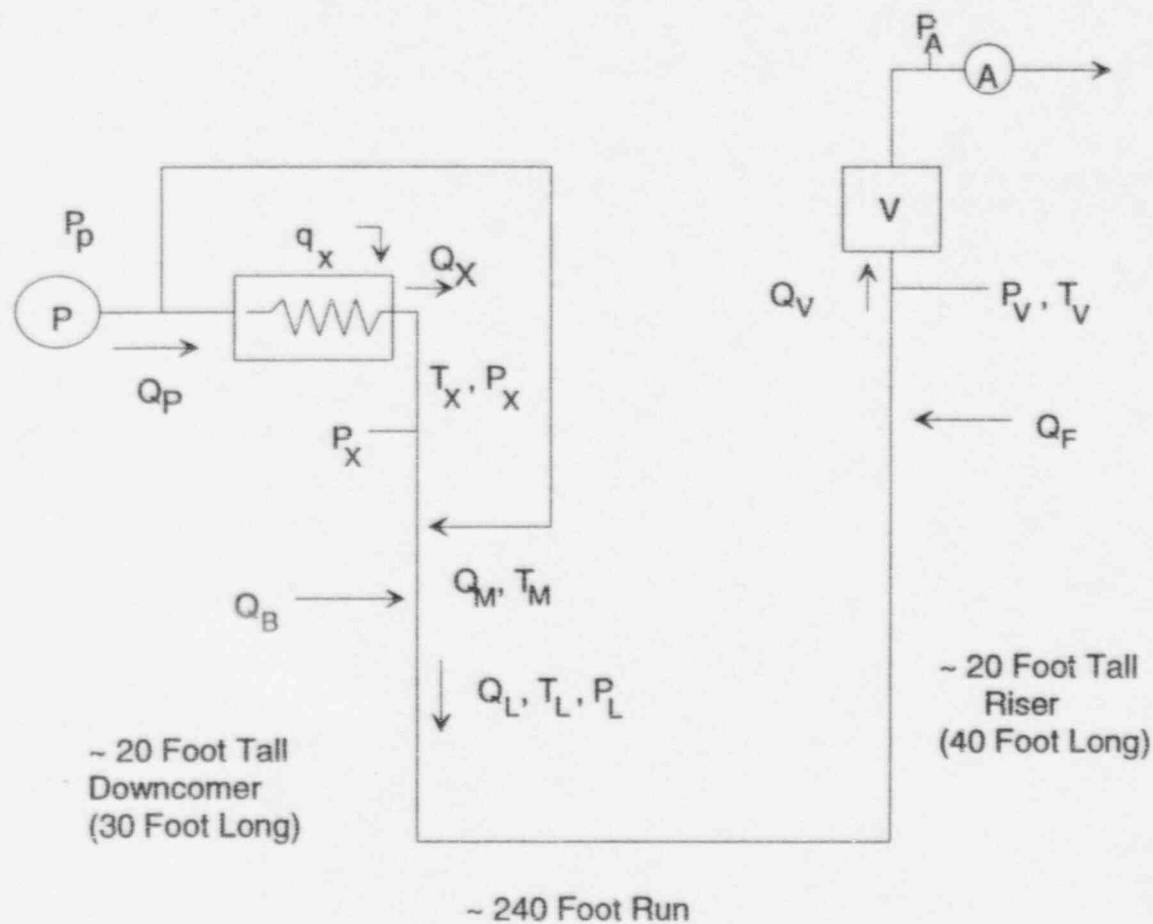 P_A
A
V
P_p
q_x
Q_X
P
Q_P
T_X, P_X
P_X
Q_V
P_V, T_V
Q_F
Q_M, T_M
Q_B
Q_L, T_L, P_L
~ 20 Foot Tall
Riser
(40 Foot Long)
~ 20 Foot Tall
Downcomer
(30 Foot Long)
~ 240 Foot Run